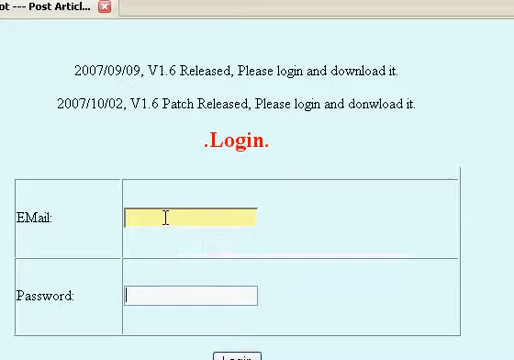 ot --- Post Articl...
2007/09/09, V1.6 Released, Please login and download it.
2007/10/02, V1.6 Patch Released, Please login and donwload it.
.Login.
EMail:
Password:
Login